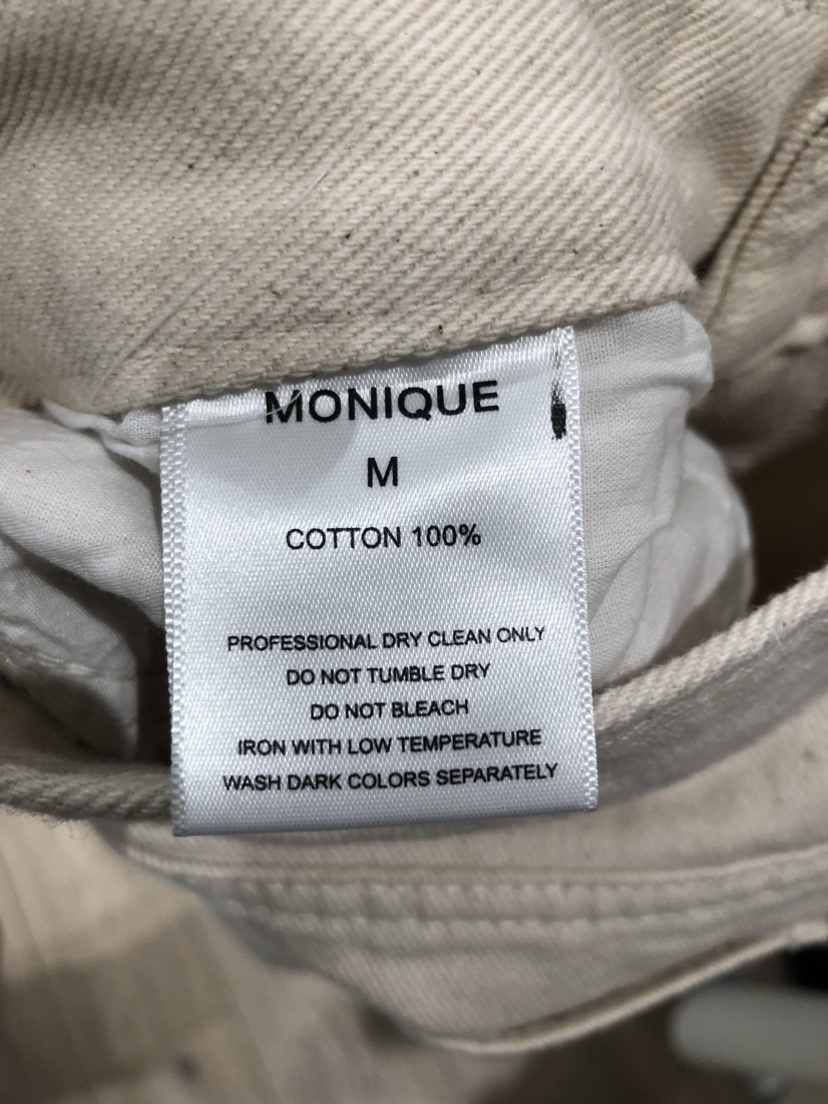 MONIQUE
M
COTTON 100%
PROFESSIONAL DRY CLEAN ONLY
DO NOT TUMBLE DRY
DO NOT BLEACH
IRON WITH LOW TEMPERATURE
WASH DARK COLORS SEPARATELY